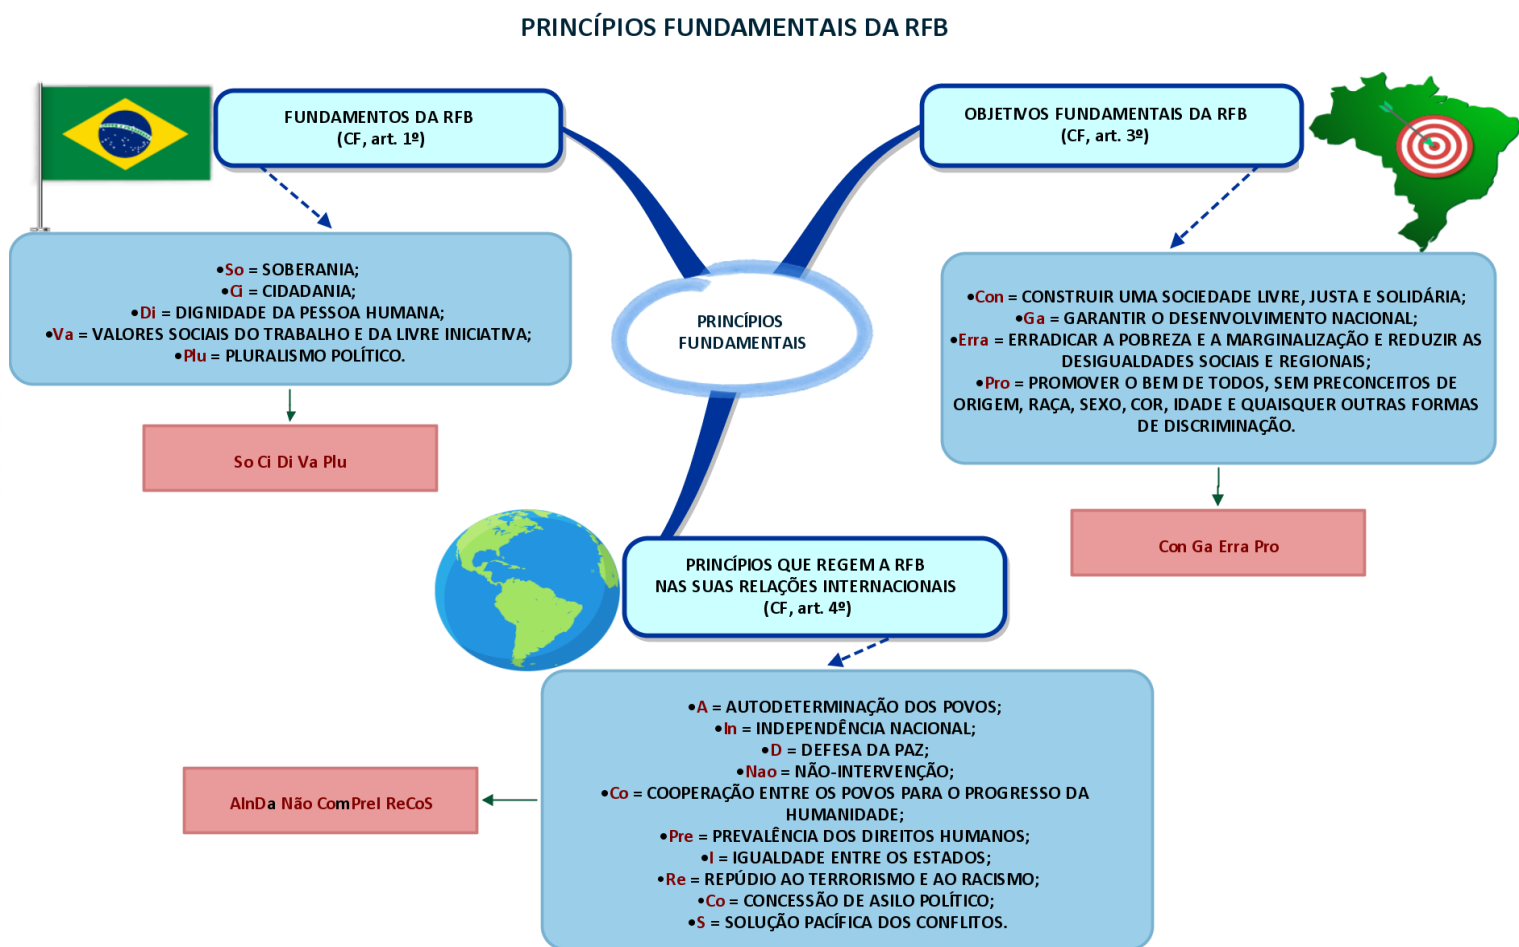 PRINCÍPIOS FUNDAMENTAIS DA RFB
FUNDAMENTOS DA RFB
(CF, art. 1º)
•So = SOBERANIA;
•Ci = CIDADANIA;
•Di = DIGNIDADE DA PESSOA HUMANA;
•Va = VALORES SOCIAIS DO TRABALHO E DA LIVRE INICIATIVA;
•Plu = PLURALISMO POLÍTICO.
So Ci Di Va Plu
OBJETIVOS FUNDAMENTAIS DA RFB
(CF, art. 3º)
•Con = CONSTRUIR UMA SOCIEDADE LIVRE, JUSTA E SOLIDÁRIA;
•Ga = GARANTIR O DESENVOLVIMENTO NACIONAL;
•Erra = ERRADICAR A POBREZA E A MARGINALIZAÇÃO E REDUZIR AS
DESIGUALDADES SOCIAIS E REGIONAIS;
•Pro = PROMOVER O BEM DE TODOS, SEM PRECONCEITOS DE
ORIGEM, RAÇA, SEXO, COR, IDADE E QUAISQUER OUTRAS FORMAS
DE DISCRIMINAÇÃO.
Con Ga Erra Pro
PRINCÍPIOS
FUNDAMENTAIS
PRINCÍPIOS QUE REGEM A RFB
NAS SUAS RELAÇÕES INTERNACIONAIS
(CF, art. 4º)
•A = AUTODETERMINAÇÃO DOS POVOS;
•In = INDEPENDÊNCIA NACIONAL;
•D = DEFESA DA PAZ;
•Nao = NÃO-INTERVENÇÃO;
•Co = COOPERAÇÃO ENTRE OS POVOS PARA O PROGRESSO DA
HUMANIDADE;
•Pre = PREVALÊNCIA DOS DIREITOS HUMANOS;
•I = IGUALDADE ENTRE OS ESTADOS;
•Re = REPÚDIO AO TERRORISMO E AO RACISMO;
•Co = CONCESSÃO DE ASILO POLÍTICO;
•S = SOLUÇÃO PACÍFICA DOS CONFLITOS.
AInDa Não ComPreI ReCoS